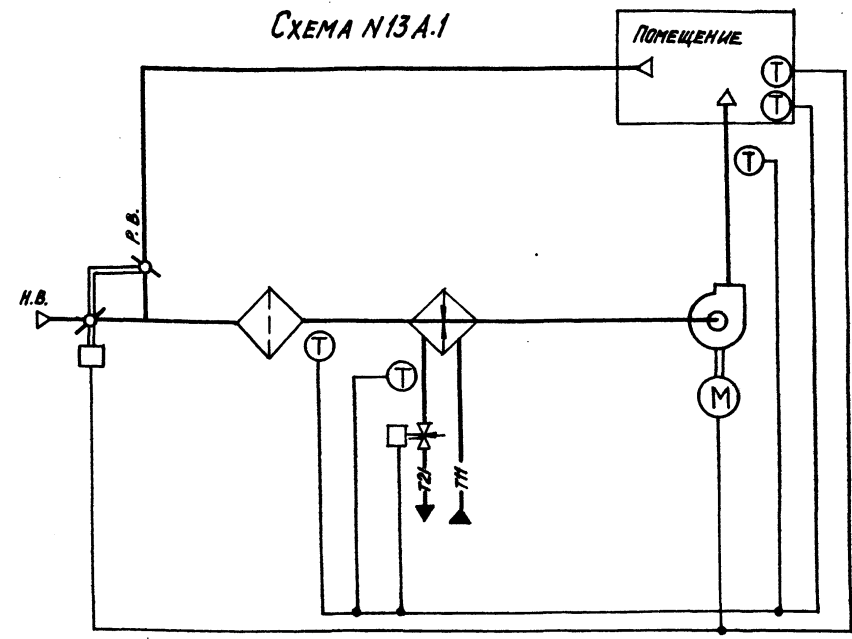 Схема N13А.1
Помещение
Т
Т
Т
Р.В.
Н.В.
Т
Т
М
Т21
Т11